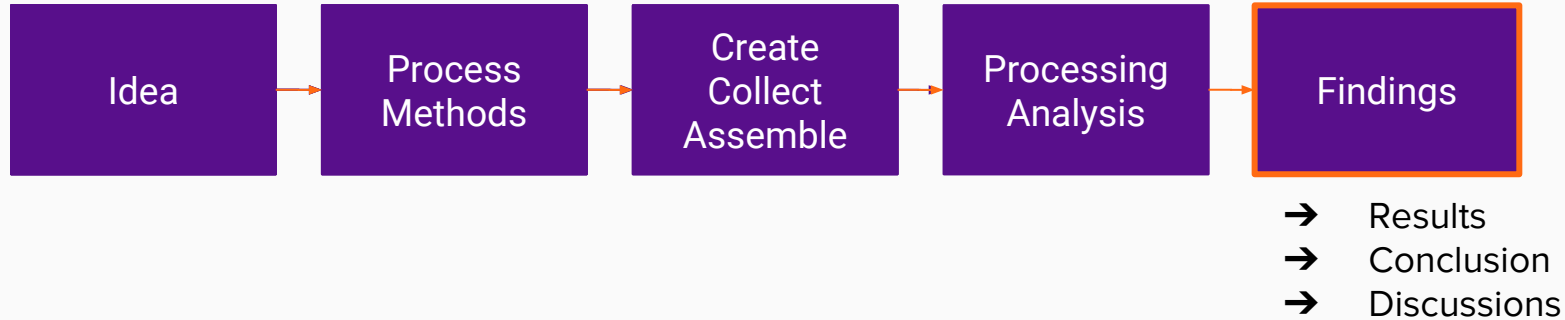 Idea
Process
Methods
Create
Collect
Assemble
Processing
Analysis
Findings
➔ Results
➔ Conclusion
➔ Discussions